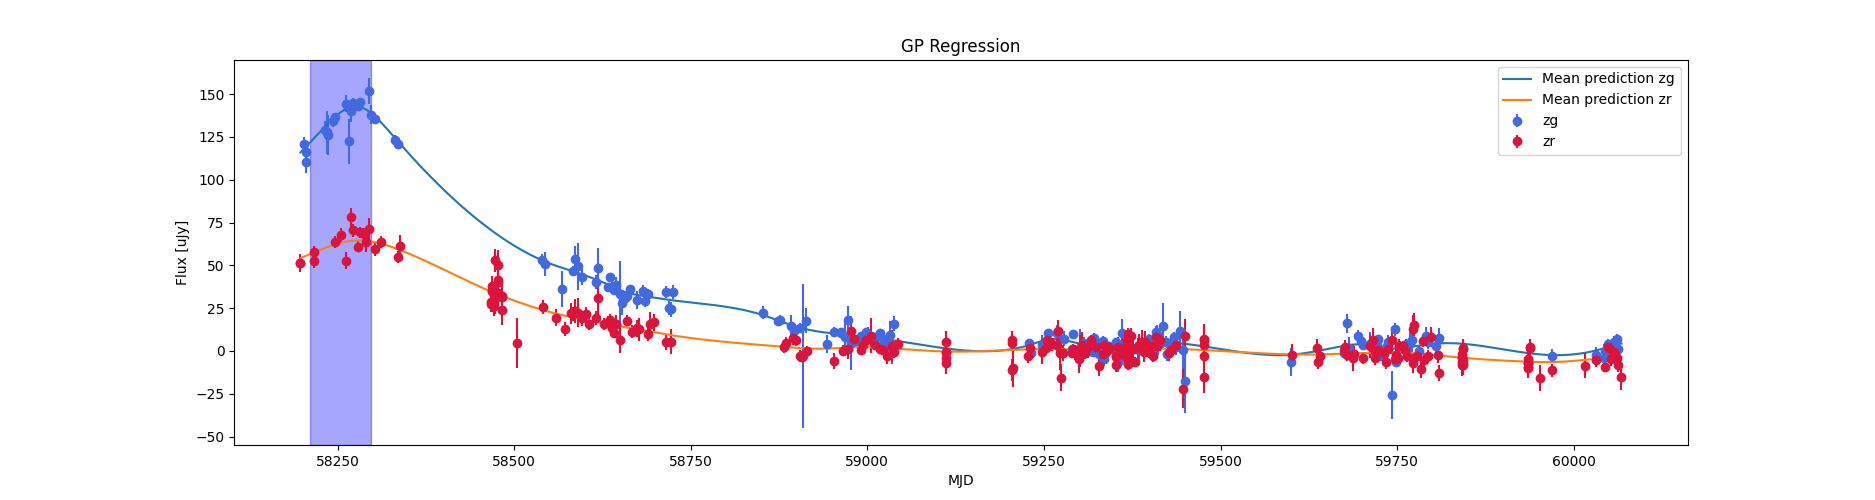 GP Regression
Mean prediction zg
Mean prediction zr
zg
zr
Flux [uJy]
150
125
100
75
50
25
0
−25
−50
58250 58500 58750 59000 59250 59500 59750 60000
MJD